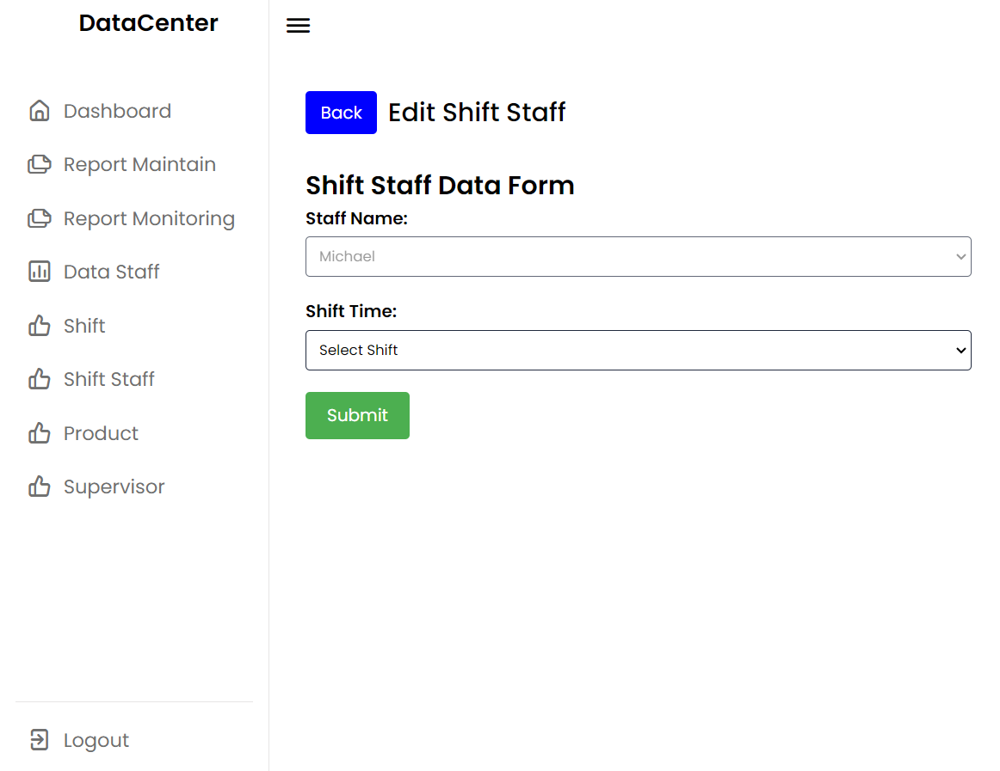 DataCenter
Dashboard
Report Maintain
Report Monitoring
Data Staff
Shift
Shift Staff
Product
Supervisor
Logout
Back
Edit Shift Staff
Shift Staff Data Form
Staff Name:
Michael
Shift Time:
Select Shift
Submit